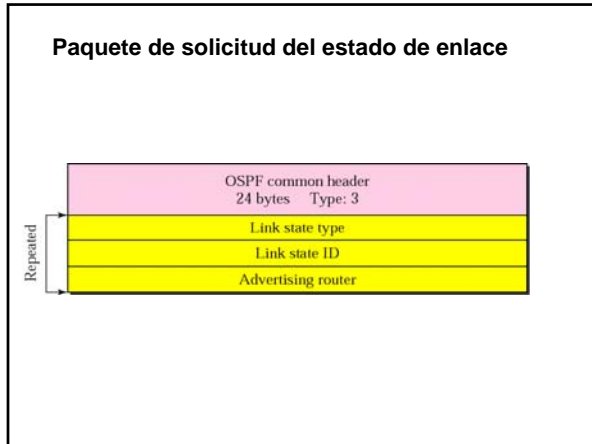 Paquete de solicitud del estado de enlace
OSPF common header
24 bytes Type: 3
Repeated
Link state type
Link state ID
Advertising router